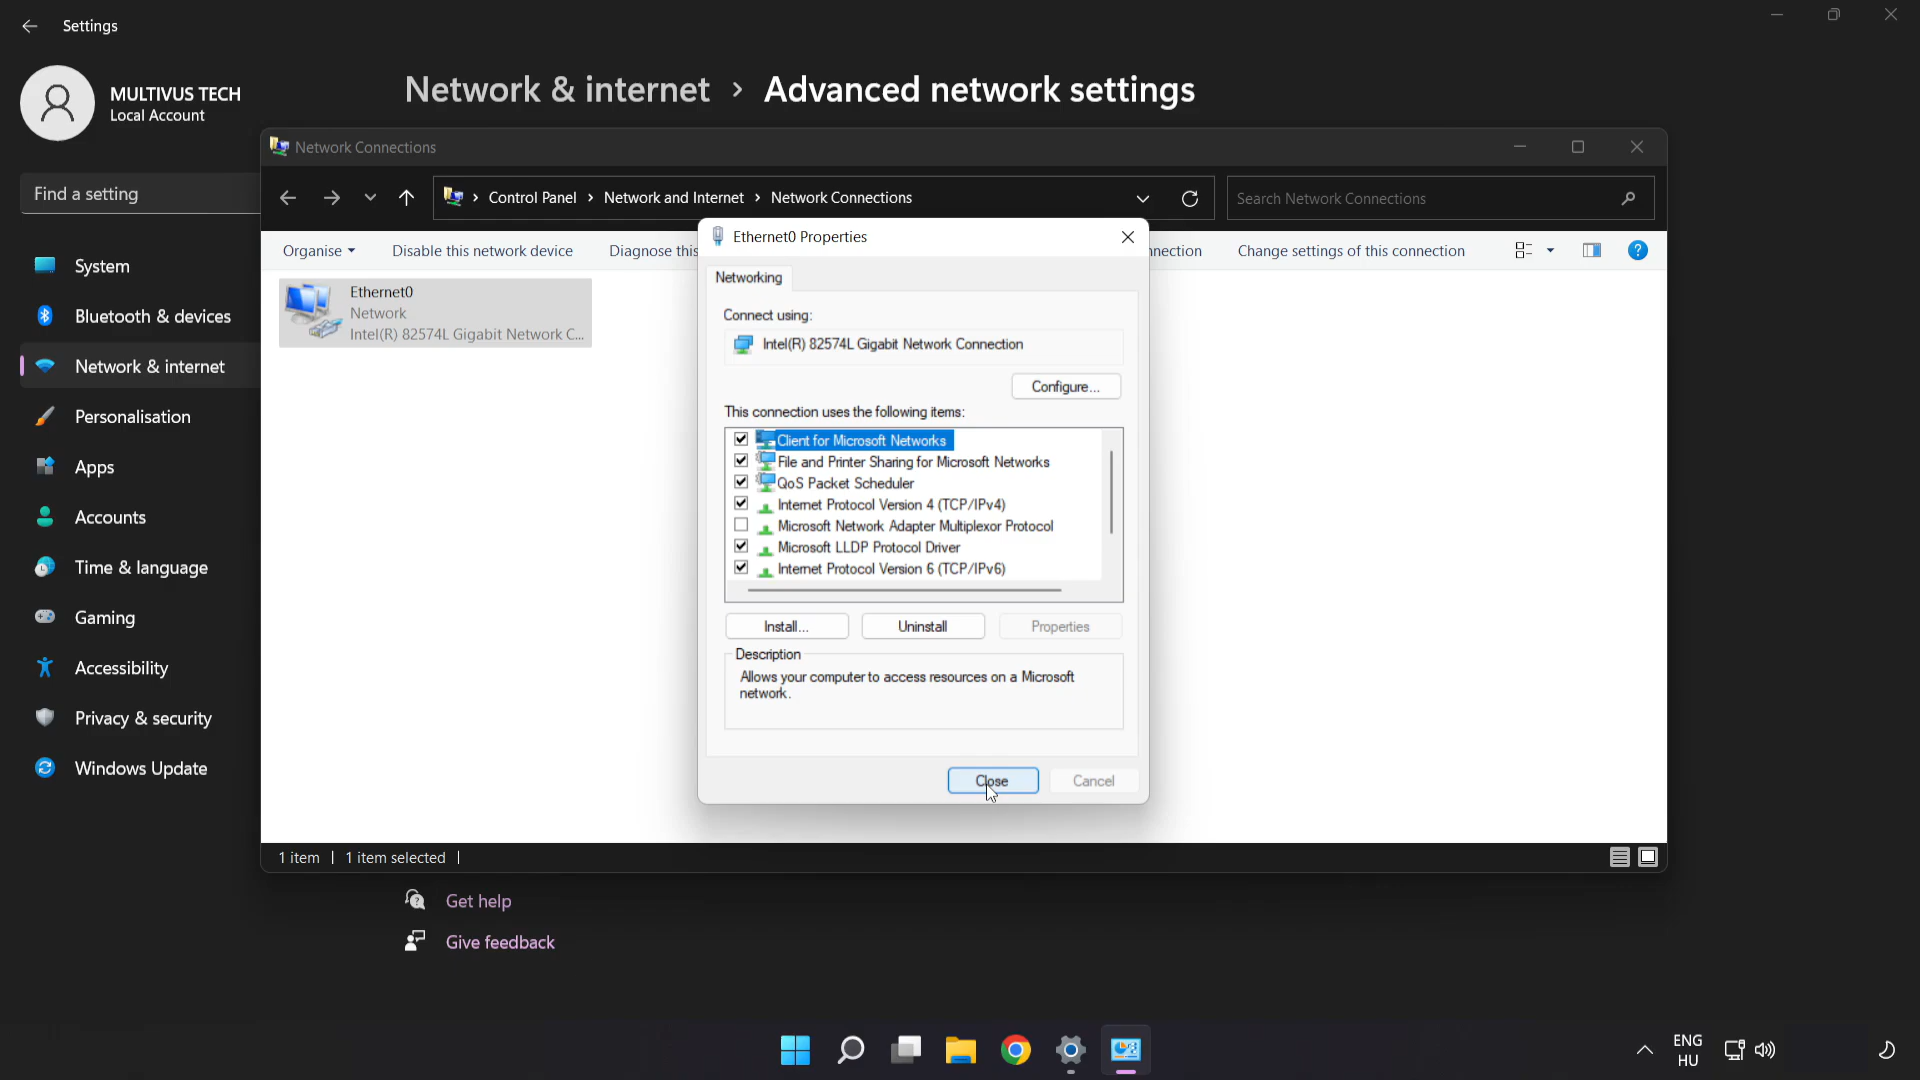 Settings
MULTIVUS TECH
Local Account
Network & internet > Advanced network settings
Find a setting
System
Bluetooth & devices
Network & internet
Personalisation
Apps
Accounts
Time & language
Gaming
Accessibility
Privacy & security
Windows Update
Network Connections
Control Panel > Network and Internet > Network Connections
Search Network Connections
Organise
Disable this network device
Diagnose this
Change settings of this connection
Ethernet0
Network
Intel(R) 82574L Gigabit Network C...
Ethernet0 Properties
Networking
Connect using:
Intel(R) 82574L Gigabit Network Connection
Configure...
This connection uses the following items:
Client for Microsoft Networks
File and Printer Sharing for Microsoft Networks
QoS Packet Scheduler
Internet Protocol Version 4 (TCP/IPv4)
Microsoft Network Adapter Multiplexor Protocol
Microsoft LLDP Protocol Driver
Internet Protocol Version 6 (TCP/IPv6)
Install...
Uninstall
Properties
Description
Allows your computer to access resources on a Microsoft
network.
Close
Cancel
1 item
1 item selected
Get help
Give feedback
ENG
HU